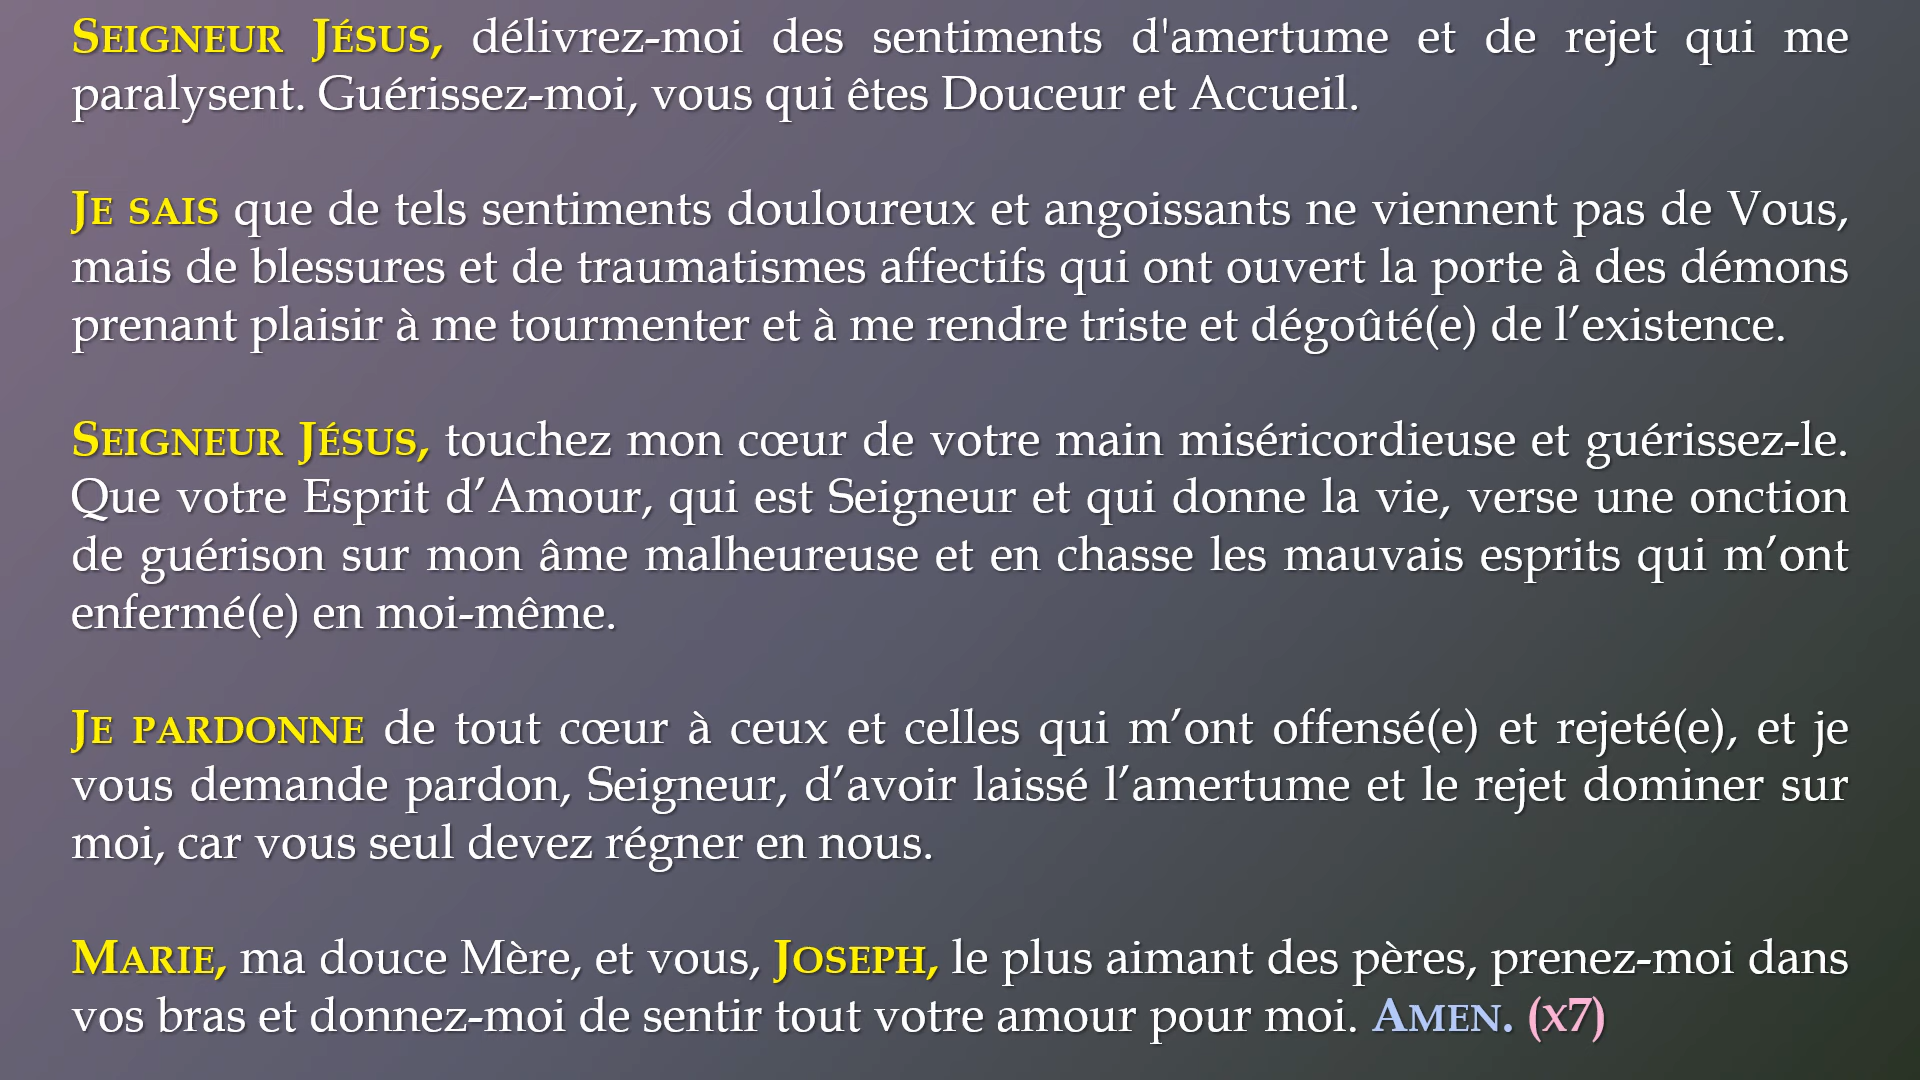 SEIGNEUR JÉSUS, délivrez-moi des sentiments d'amertume et de rejet qui me
paralysent. Guérissez-moi, vous qui êtes Douceur et Accueil.
JE SAIS que de tels sentiments douloureux et angoissants ne viennent pas de Vous,
mais de blessures et de traumatismes affectifs qui ont ouvert la porte à des démons
prenant plaisir à me tourmenter et à me rendre triste et dégoûté(e) de l’existence.
SEIGNEUR JÉSUS, touchez mon cœur de votre main miséricordieuse et guérissez-le.
Que votre Esprit d’Amour, qui est Seigneur et qui donne la vie, verse une onction
de guérison sur mon âme malheureuse et en chasse les mauvais esprits qui m’ont
enfermé(e) en moi-même.
JE PARDONNE de tout cœur à ceux et celles qui m’ont offensé(e) et rejeté(e), et je
vous demande pardon, Seigneur, d’avoir laissé l’amertume et le rejet dominer sur
moi, car vous seul devez régner en nous.
MARIE, ma douce Mère, et vous, JOSEPH, le plus aimant des pères, prenez-moi dans
vos bras et donnez-moi de sentir tout votre amour pour moi. AMEN. (X7)